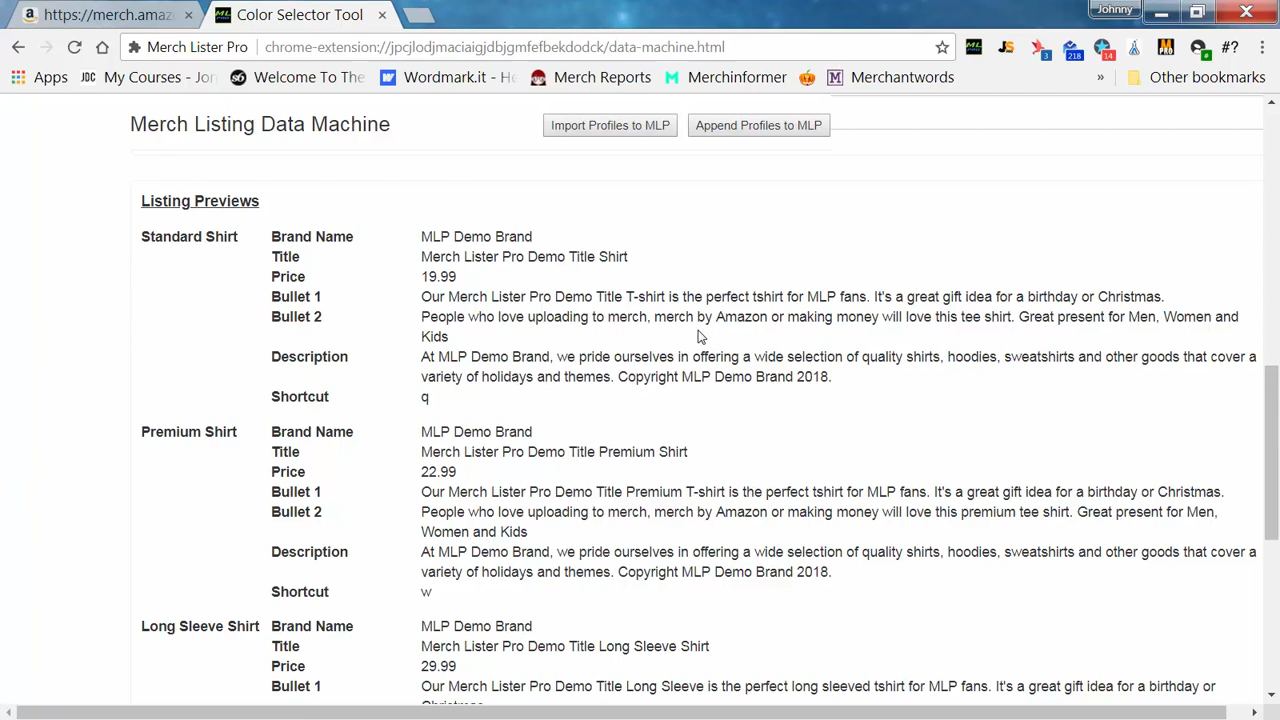 https://merch.amaz
Color Selector Tool
Johnny
Merch Lister Pro
chrome-extension://jpcjlodjmacidgjdbjgmfefbekdodck/data-machine.html
3
218
14
#?
Apps
My Courses - Jor
Welcome To The
Wordmark.it - He
Merch Reports
Merchinformer
Merchantwords
»
Other bookmarks
Merch Listing Data Machine
Import Profiles to MLP
Append Profiles to MLP
Listing Previews
Standard Shirt Brand Name MLP Demo Brand
Title Merch Lister Pro Demo Title Shirt
Price 19.99
Bullet 1 Our Merch Lister Pro Demo Title T-shirt is the perfect tshirt for MLP fans. It's a great gift idea for a birthday or Christmas.
Bullet 2 People who love uploading to merch, merch by Amazon or making money will love this tee shirt. Great present for Men, Women and
Kids
Description At MLP Demo Brand, we pride ourselves in offering a wide selection of quality shirts, hoodies, sweatshirts and other goods that cover a
variety of holidays and themes. Copyright MLP Demo Brand 2018.
Shortcut q
Premium Shirt Brand Name MLP Demo Brand
Title Merch Lister Pro Demo Title Premium Shirt
Price 22.99
Bullet 1 Our Merch Lister Pro Demo Title Premium T-shirt is the perfect tshirt for MLP fans. It's a great gift idea for a birthday or Christmas.
Bullet 2 People who love uploading to merch, merch by Amazon or making money will love this premium tee shirt. Great present for Men,
Women and Kids
Description At MLP Demo Brand, we pride ourselves in offering a wide selection of quality shirts, hoodies, sweatshirts and other goods that cover a
variety of holidays and themes. Copyright MLP Demo Brand 2018.
Shortcut w
Long Sleeve Shirt Brand Name MLP Demo Brand
Title Merch Lister Pro Demo Title Long Sleeve Shirt
Price 29.99
Bullet 1 Our Merch Lister Pro Demo Title Long Sleeve is the perfect long sleeved tshirt for MLP fans. It's a great gift idea for a birthday or